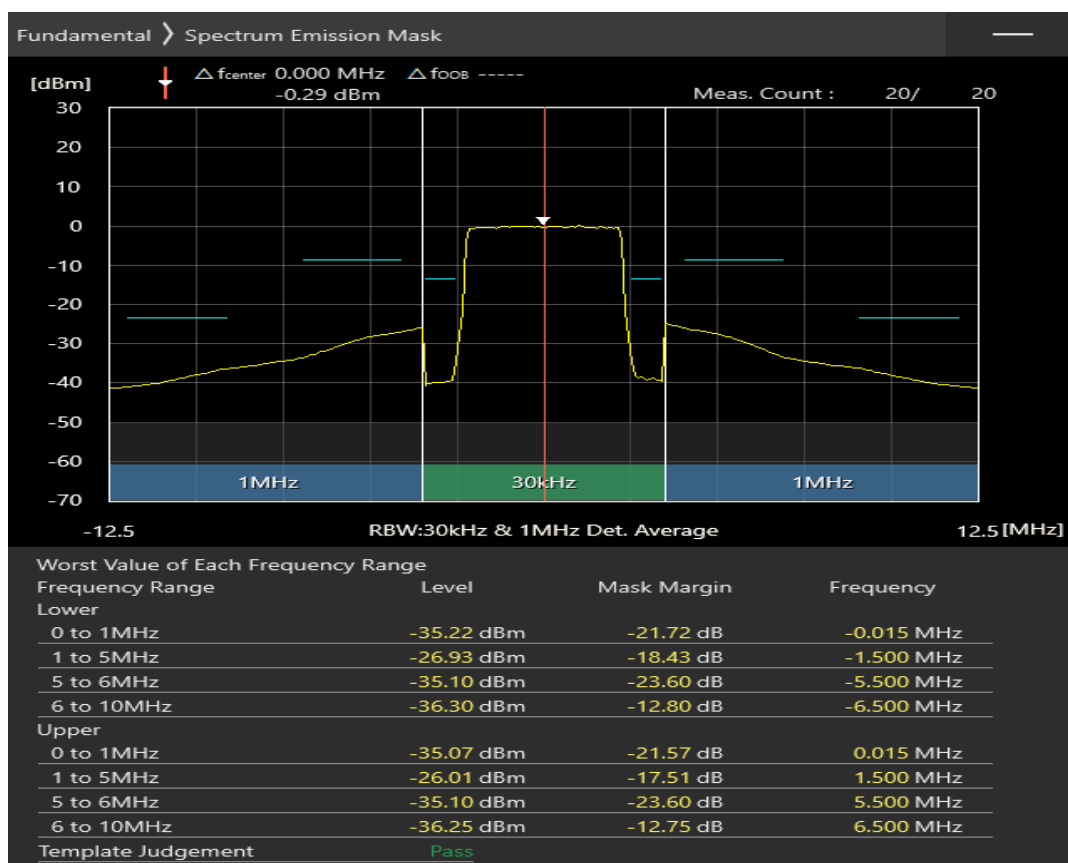 Fundamental ❯ Spectrum Emission Mask
[dBm] △ fcenter 0.000 MHz △ fOOB -----
-0.29 dBm Meas. Count : 20/ 20
30
20
10
0
-10
-20
-30
-40
-50
-60
-70
1MHz 30kHz 1MHz
-12.5 RBW:30kHz & 1MHz Det. Average 12.5 [MHz]
Worst Value of Each Frequency Range
Frequency Range Level Mask Margin Frequency
Lower
0 to 1MHz -35.22 dBm -21.72 dB -0.015 MHz
1 to 5MHz -26.93 dBm -18.43 dB -1.500 MHz
5 to 6MHz -35.10 dBm -23.60 dB -5.500 MHz
6 to 10MHz -36.30 dBm -12.80 dB -6.500 MHz
Upper
0 to 1MHz -35.07 dBm -21.57 dB 0.015 MHz
1 to 5MHz -26.01 dBm -17.51 dB 1.500 MHz
5 to 6MHz -35.10 dBm -23.60 dB 5.500 MHz
6 to 10MHz -36.25 dBm -12.75 dB 6.500 MHz
Template Judgement Pass